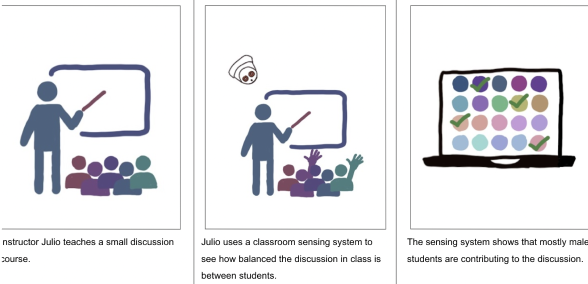 nstructor Julio teaches a small discussion
course.
Julio uses a classroom sensing system to
see how balanced the discussion in class is
between students.
The sensing system shows that mostly male
students are contributing to the discussion.